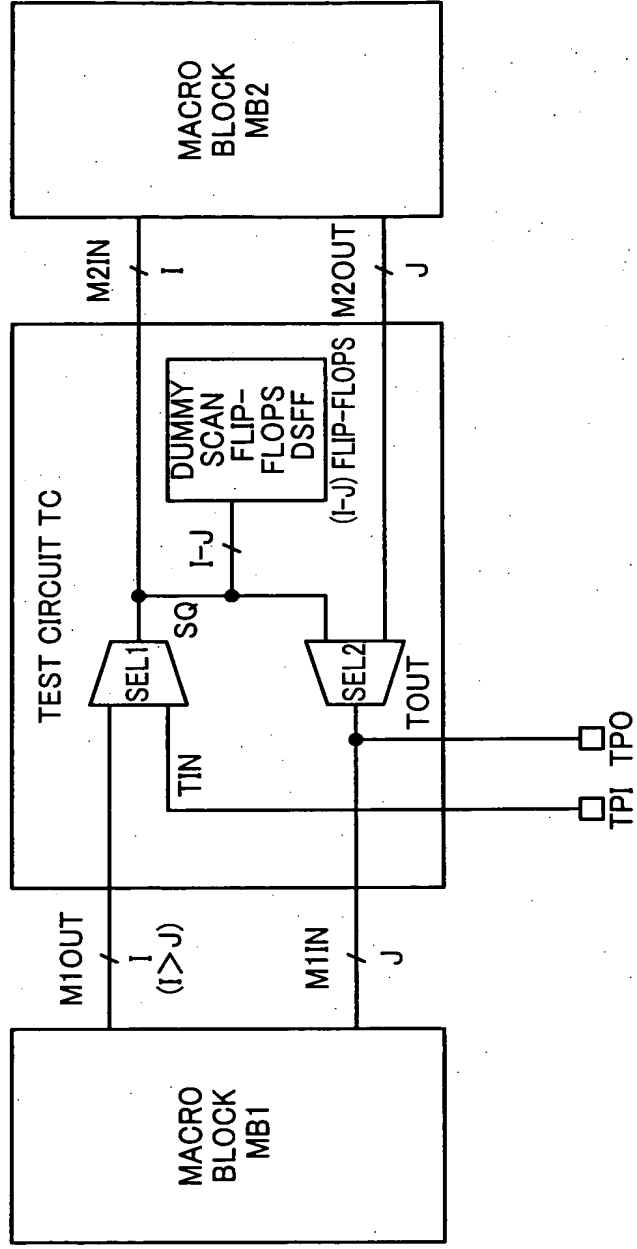 MACRO
BLOCK
MB1
M1OUT
I
(I>J)
M1IN
J
TEST CIRCUIT TC
SEL1
TIN
SQ
I-J
DUMMY
SCAN
FLIP-
FLOPS
DSFF
(I-J) FLIP-FLOPS
SEL2
TOUT
TPI
TPO
M2IN
I
M2OUT
J
MACRO
BLOCK
MB2